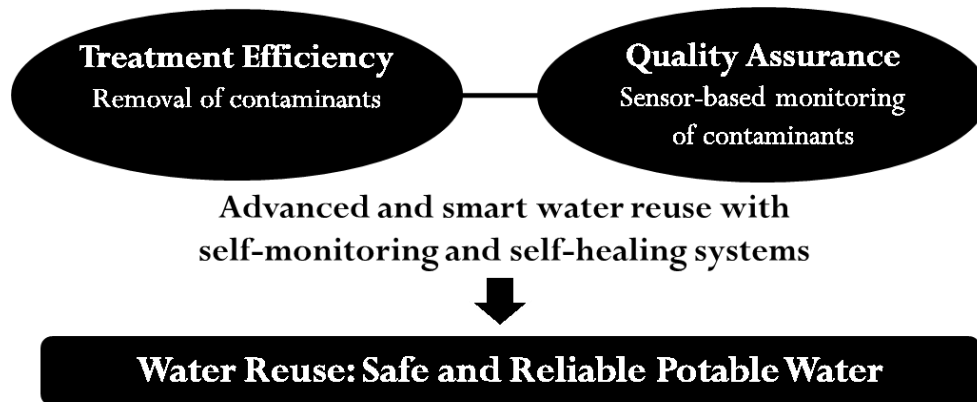 Treatment Efficiency
Removal of contaminants
Quality Assurance
Sensor-based monitoring
of contaminants
Advanced and smart water reuse with
self-monitoring and self-healing systems
Water Reuse: Safe and Reliable Potable Water